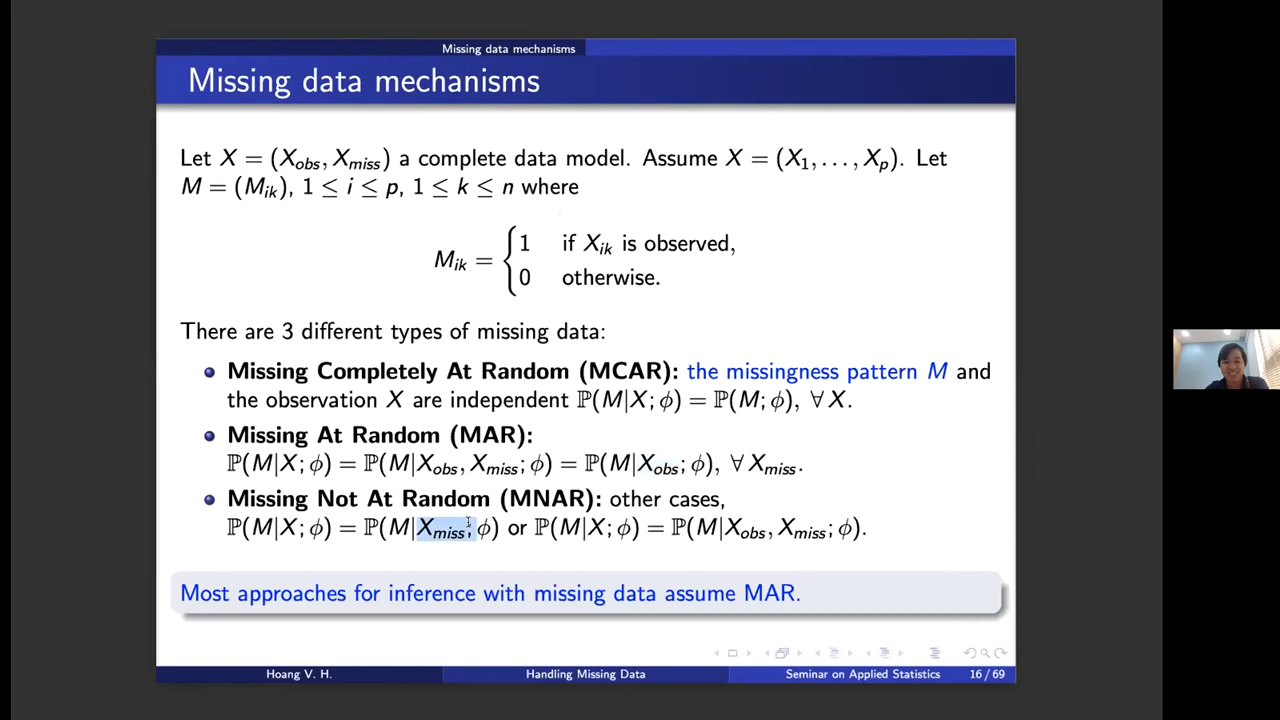 Missing data mechanisms
Missing data mechanisms
Let X = (X_obs, X_miss) a complete data model. Assume X = (X_1, …, X_p). Let
M = (M_ik), 1 ≤ i ≤ p, 1 ≤ k ≤ n where
M_ik = { 1 if X_ik is observed,
0 otherwise.
There are 3 different types of missing data:
Missing Completely At Random (MCAR): the missingness pattern M and
the observation X are independent ℙ(M|X; ϕ) = ℙ(M; ϕ), ∀ X.
Missing At Random (MAR):
ℙ(M|X; ϕ) = ℙ(M|X_obs, X_miss; ϕ) = ℙ(M|X_obs; ϕ), ∀ X_miss.
Missing Not At Random (MNAR): other cases,
ℙ(M|X; ϕ) = ℙ(M|X_miss; ϕ) or ℙ(M|X; ϕ) = ℙ(M|X_obs, X_miss; ϕ).
Most approaches for inference with missing data assume MAR.
Hoang V. H. Handling Missing Data Seminar on Applied Statistics 16 / 69